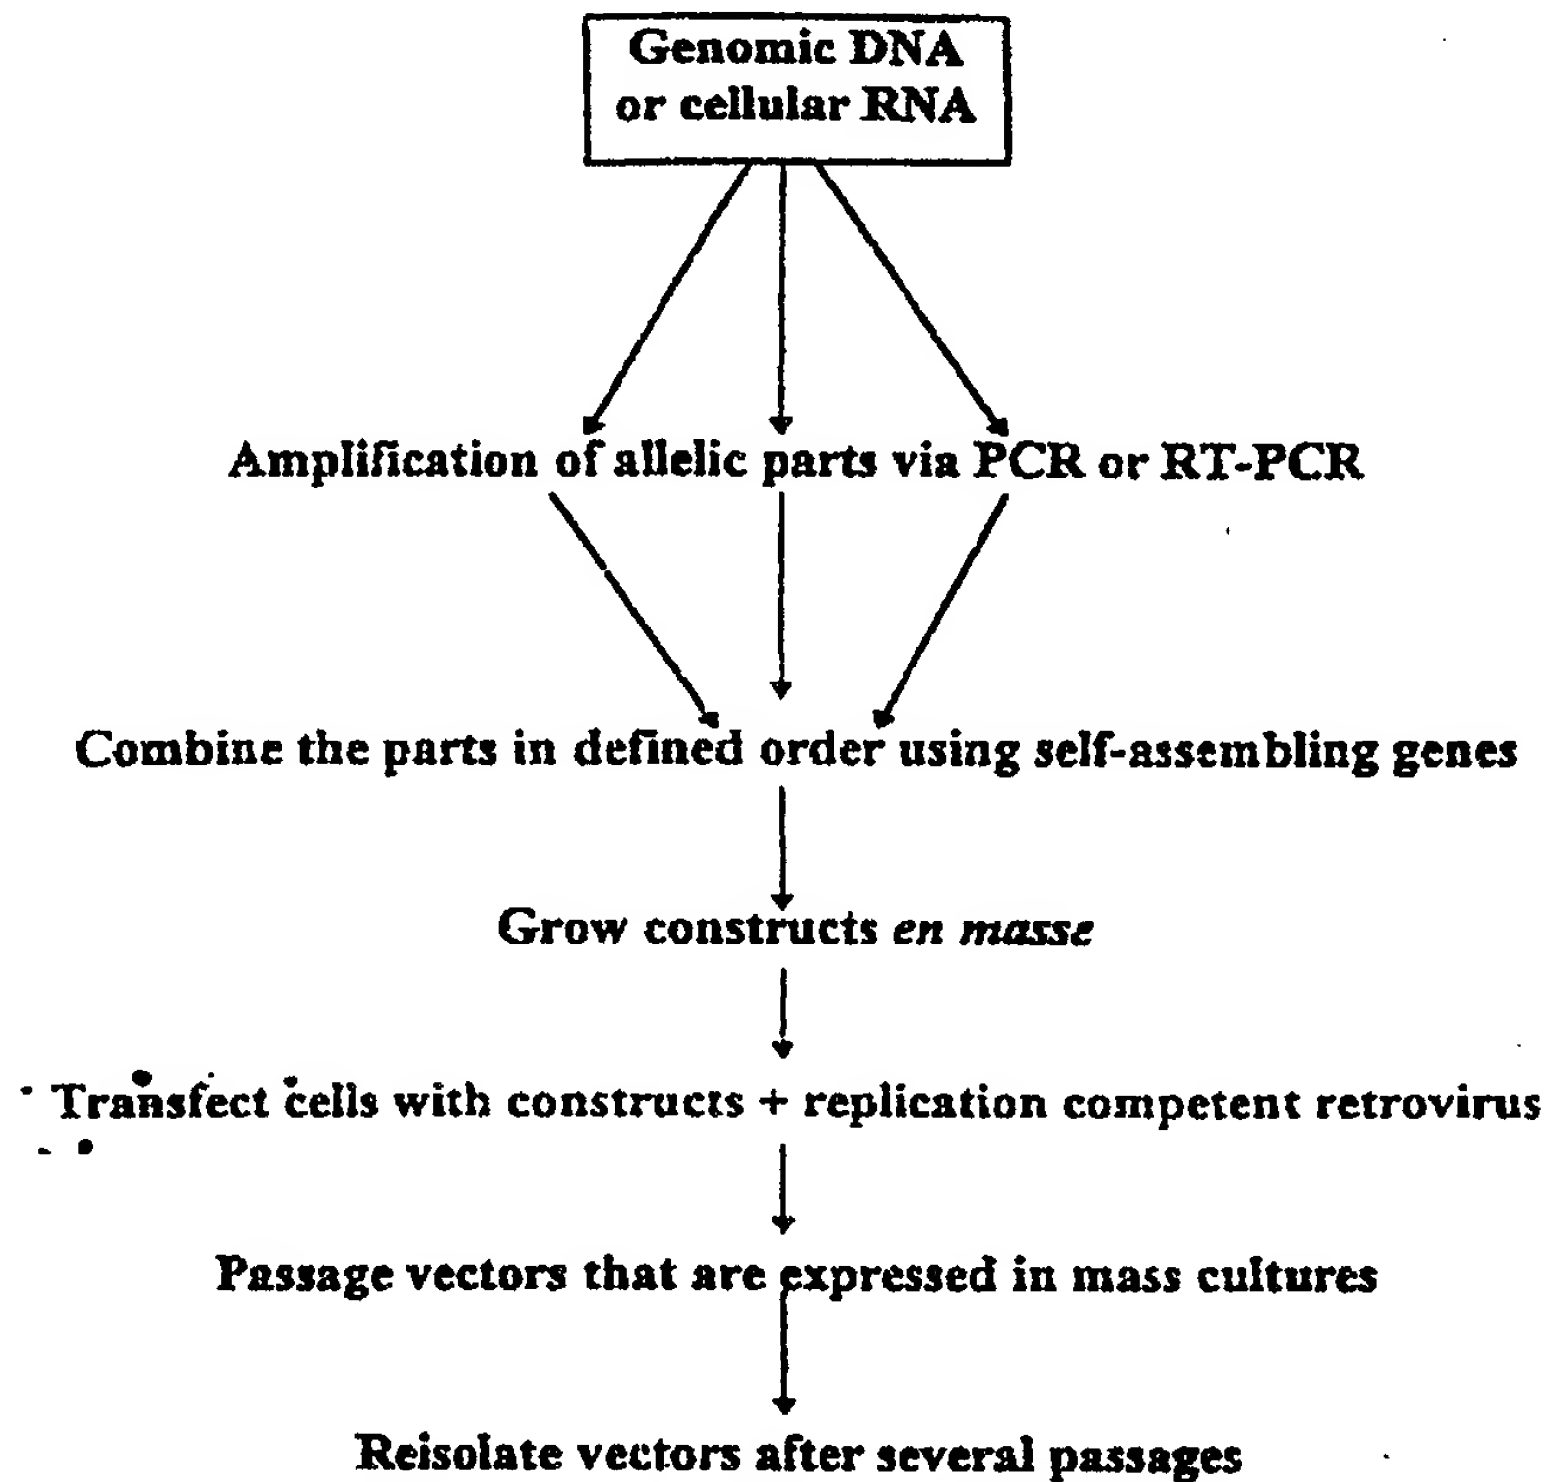 Genomic DNA
or cellular RNA
Amplification of allelic parts via PCR or RT-PCR
Combine the parts in defined order using self-assembling genes
Grow constructs en masse
Transfect cells with constructs + replication competent retrovirus
Passage vectors that are expressed in mass cultures
Reisolate vectors after several passages